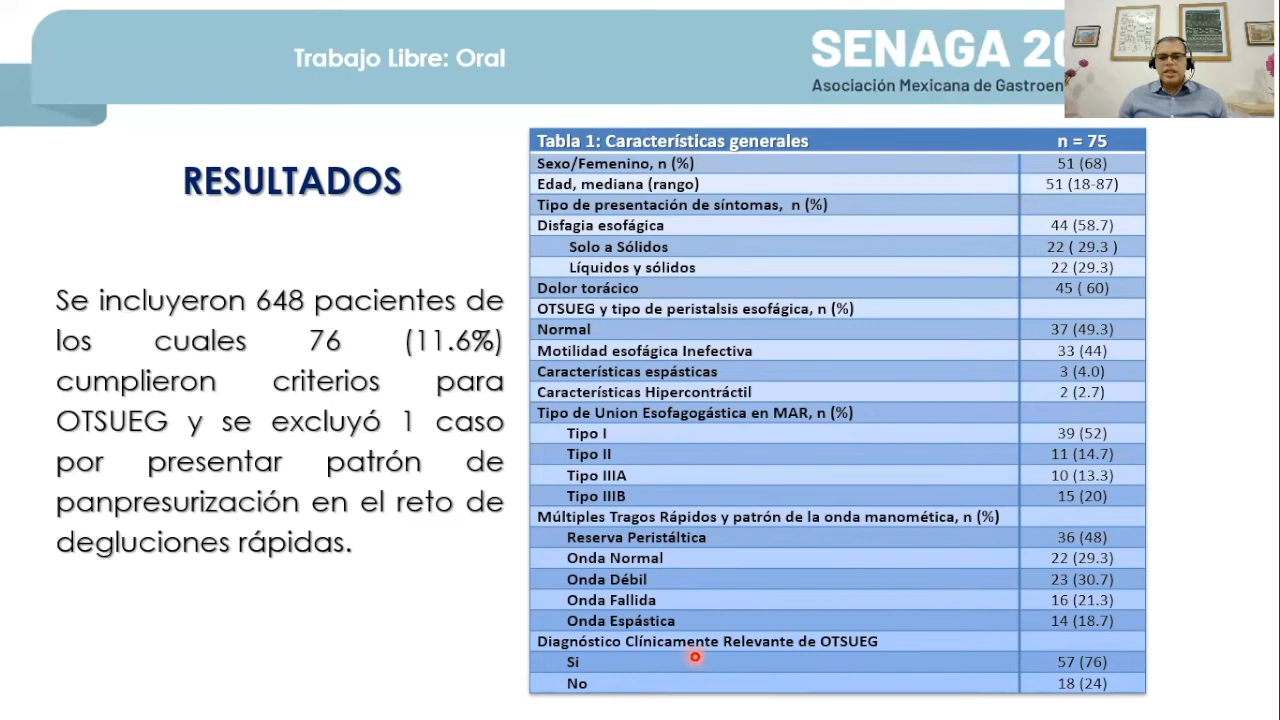 Trabajo Libre: Oral
SENAGA 20
Asociación Mexicana de Gastroen
RESULTADOS
Se incluyeron 648 pacientes de
los cuales 76 (11.6%)
cumplieron criterios para
OTSUEG y se excluyó 1 caso
por presentar patrón de
panpresurización en el reto de
degluciones rápidas.
Tabla 1: Características generales n = 75
Sexo/Femenino, n (%) 51 (68)
Edad, mediana (rango) 51 (18-87)
Tipo de presentación de síntomas, n (%)
Disfagia esofágica 44 (58.7)
Solo a Sólidos 22 ( 29.3 )
Líquidos y sólidos 22 (29.3)
Dolor torácico 45 ( 60)
OTSUEG y tipo de peristalsis esofágica, n (%)
Normal 37 (49.3)
Motilidad esofágica Inefectiva 33 (44)
Características espásticas 3 (4.0)
Características Hipercontráctil 2 (2.7)
Tipo de Union Esofagogástica en MAR, n (%)
Tipo I 39 (52)
Tipo II 11 (14.7)
Tipo IIIA 10 (13.3)
Tipo IIIB 15 (20)
Múltiples Tragos Rápidos y patrón de la onda manométrica, n (%)
Reserva Peristáltica 36 (48)
Onda Normal 22 (29.3)
Onda Débil 23 (30.7)
Onda Fallida 16 (21.3)
Onda Espástica 14 (18.7)
Diagnóstico Clínicamente Relevante de OTSUEG
Si 57 (76)
No 18 (24)